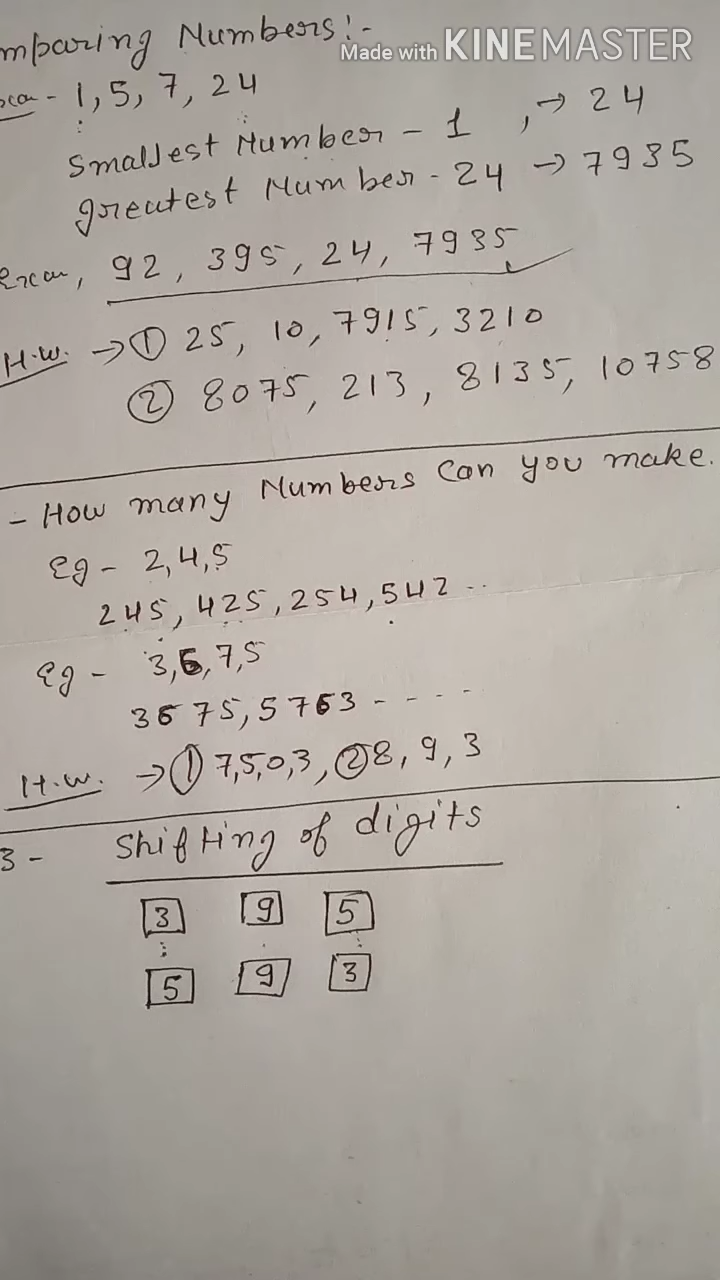 mparing Numbers:-
Made with KINEMASTER
1, 5, 7, 24
Smallest Number - 1 , → 24
greatest Number - 24 → 7935
92, 395, 24, 7935
H.W. → ① 25, 10, 7915, 3210
② 8075, 213, 8135, 10758
- How many Numbers Can you make.
Eg - 2,4,5
245, 425, 254, 542 ..
Eg - 3,6,7,5
3675, 5763 - - - -
H.W. → ① 7,5,0,3, ② 8, 9, 3
3 - Shifting of digits
3 9 5
5 9 3